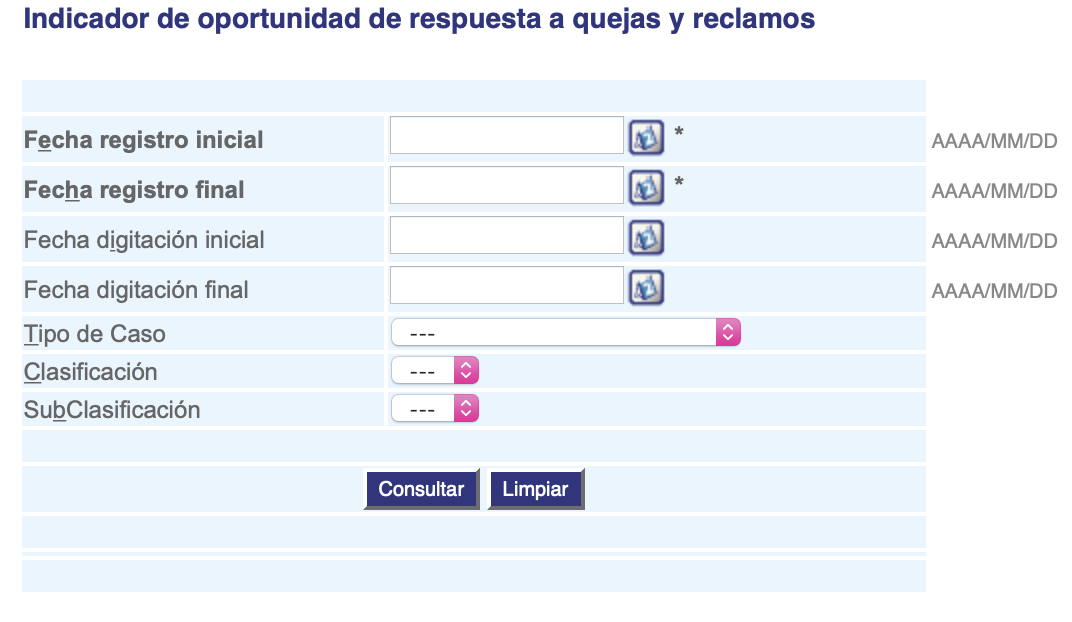 Indicador de oportunidad de respuesta a quejas y reclamos
Fecha registro inicial * AAAA/MM/DD
Fecha registro final * AAAA/MM/DD
Fecha digitación inicial AAAA/MM/DD
Fecha digitación final AAAA/MM/DD
Tipo de Caso ---
Clasificación ---
SubClasificación ---
Consultar Limpiar